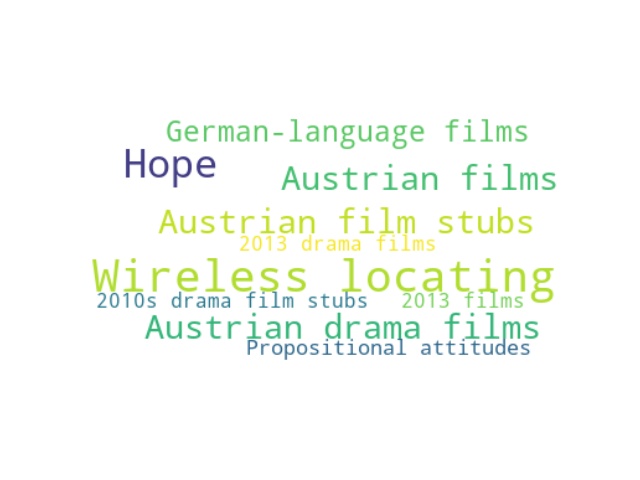 German-language films
Hope
Austrian films
Austrian film stubs
2013 drama films
Wireless locating
2010s drama film stubs
2013 films
Austrian drama films
Propositional attitudes